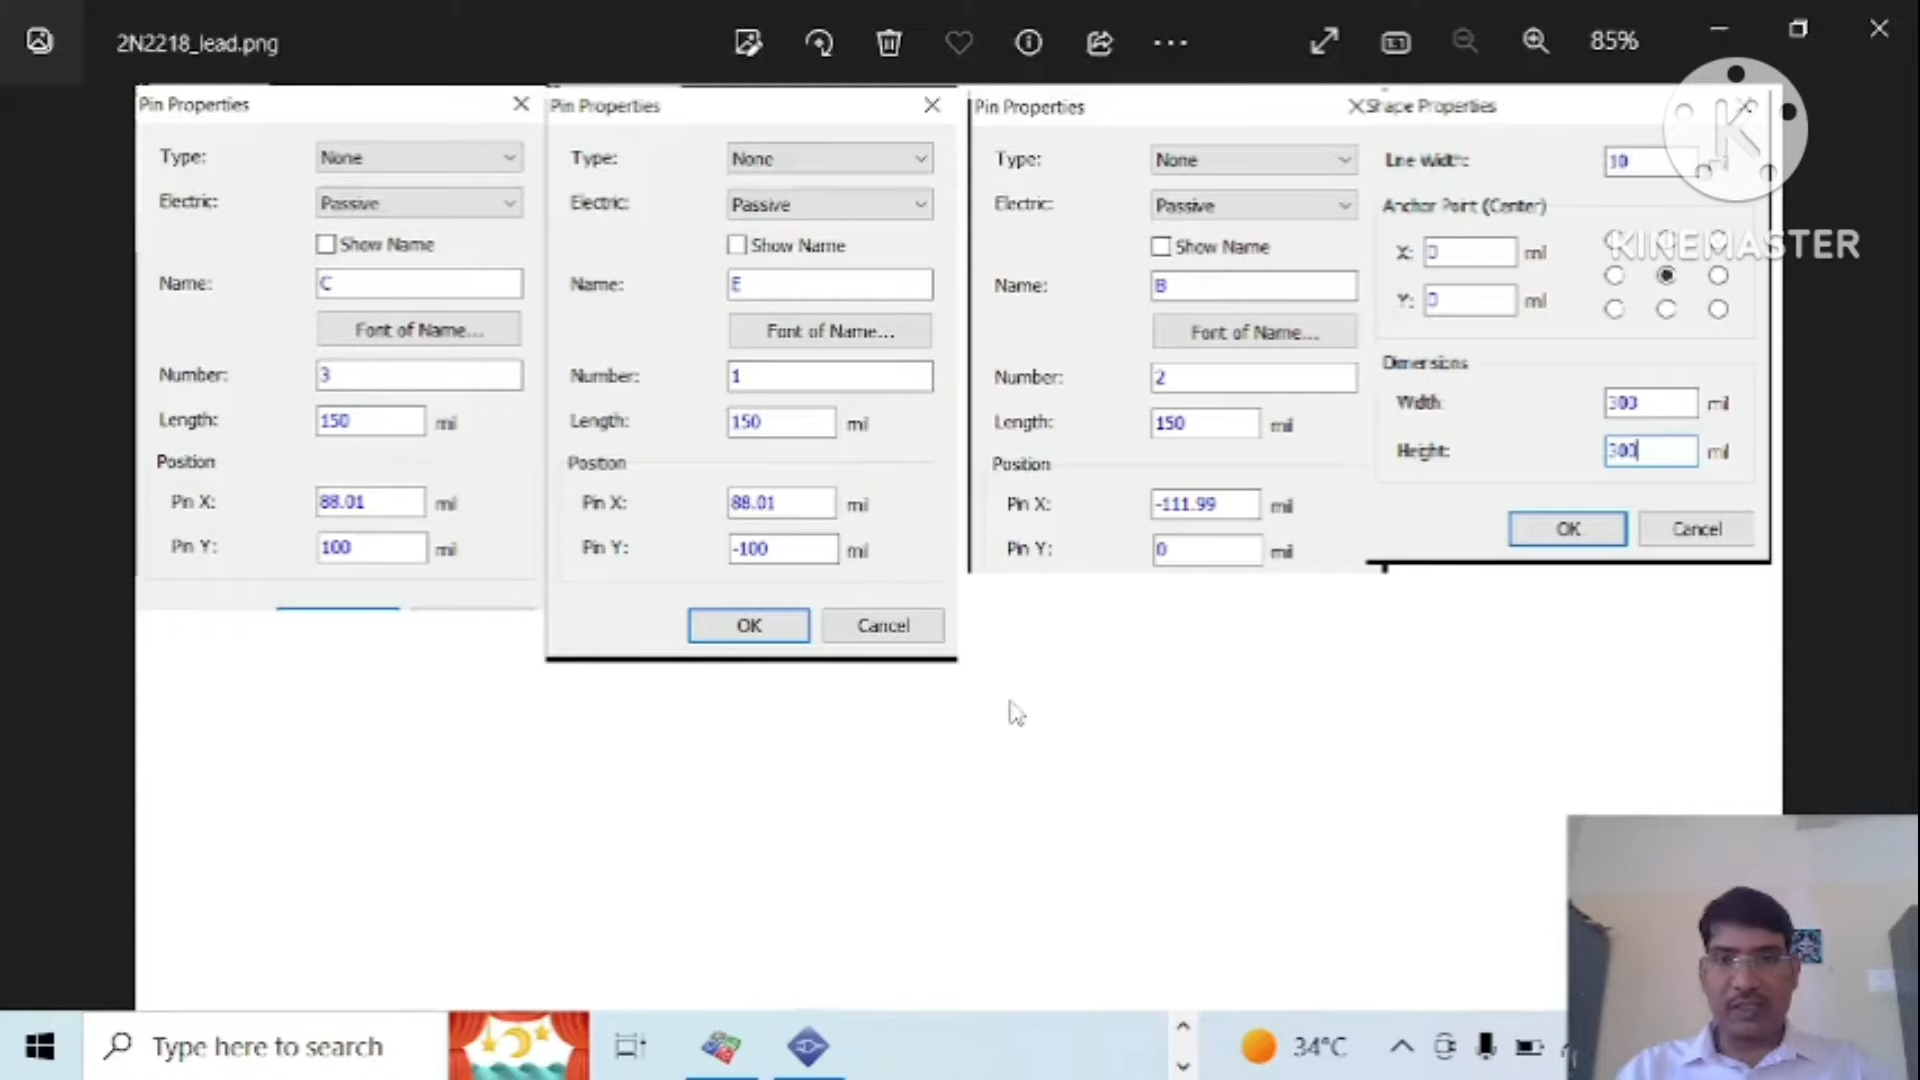 2N2218_lead.png
85%
Pin Properties
Type: None
Electric: Passive
Show Name
Name: C
Font of Name...
Number: 3
Length: 150 mil
Position
Pin X: 88.01 mil
Pin Y: 100 mil
Pin Properties
Type: None
Electric: Passive
Show Name
Name: E
Font of Name...
Number: 1
Length: 150 mil
Position
Pin X: 88.01 mil
Pin Y: -100 mil
OK Cancel
Pin Properties
Type: None
Electric: Passive
Show Name
Name: B
Font of Name...
Number: 2
Length: 150 mil
Position
Pin X: -111.99 mil
Pin Y: 0 mil
Shape Properties
Line Width: 10
Anchor Point (Center)
X: 0 mil
Y: 0 mil
Dimensions
Width: 300 mil
Height: 300 mil
OK Cancel
K
KINEMASTER
Type here to search
34°C